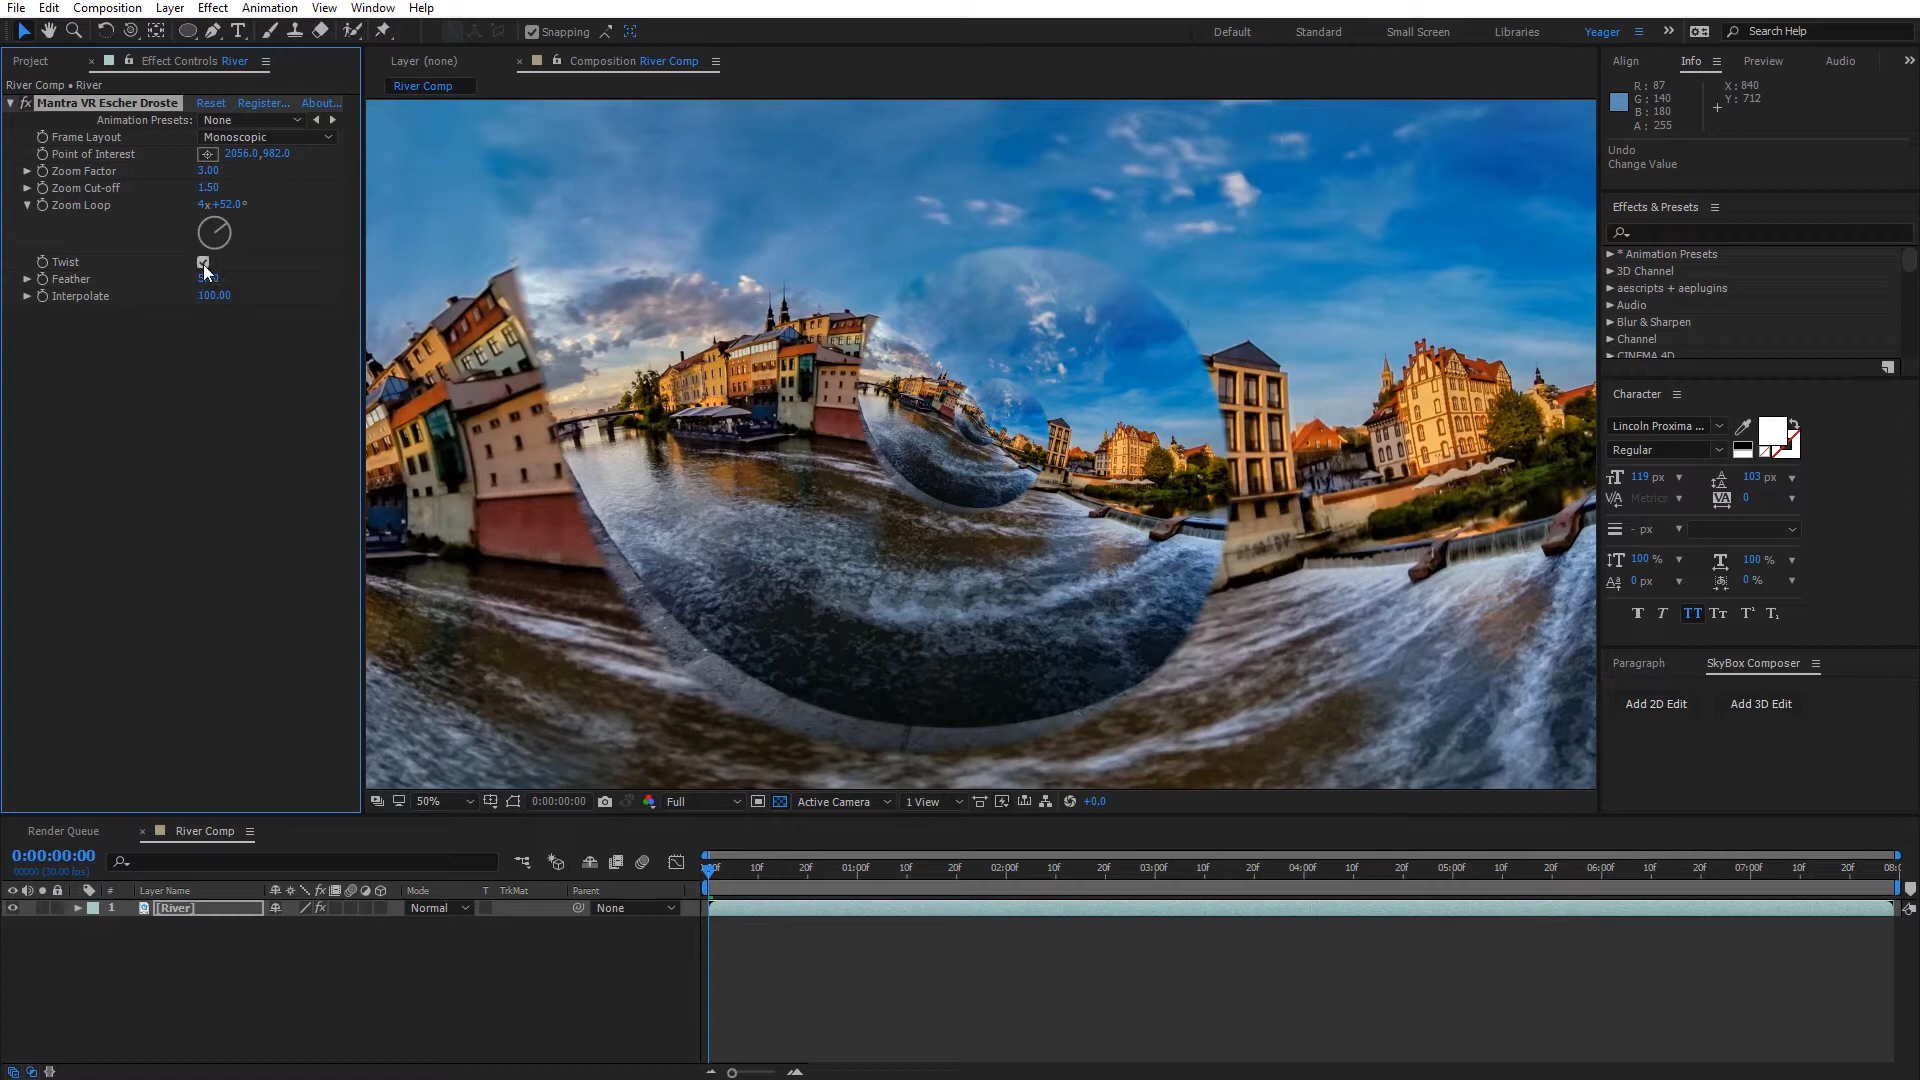 File Edit Composition Layer Effect Animation View Window Help
Snapping
Default Standard Small Screen Libraries Yeager Search Help
Project Effect Controls River
Layer (none) Composition River Comp
Align Info Preview Audio
River Comp • River
River Comp
Mantra VR Escher Droste Reset Register... About...
Animation Presets: None
Frame Layout Monoscopic
Point of Interest 2056.0,982.0
Zoom Factor 3.00
Zoom Cut-off 1.50
Zoom Loop 4x+52.0°
Twist
Feather
Interpolate 100.00
R: 87 X: 840
G: 140 Y: 712
B: 180
A: 255
Undo
Change Value
Effects & Presets
* Animation Presets
3D Channel
aescripts + aeplugins
Audio
Blur & Sharpen
Channel
CINEMA 4D
Character
Lincoln Proxima ...
Regular
119 px 103 px
Metrics 0
- px
100 % 100 %
0 px 0 %
Paragraph SkyBox Composer
Add 2D Edit Add 3D Edit
50% 0:00:00:00 Full Active Camera 1 View +0.0
Render Queue River Comp
0:00:00:00
00000 (30.00 fps)
10f 20f 01:00f 10f 20f 02:00f 10f 20f 03:00f 10f 20f 04:00f 10f 20f 05:00f 10f 20f 06:00f 10f 20f 07:00f 10f 20f
# Layer Name Mode T TrkMat Parent
1 [River] Normal None